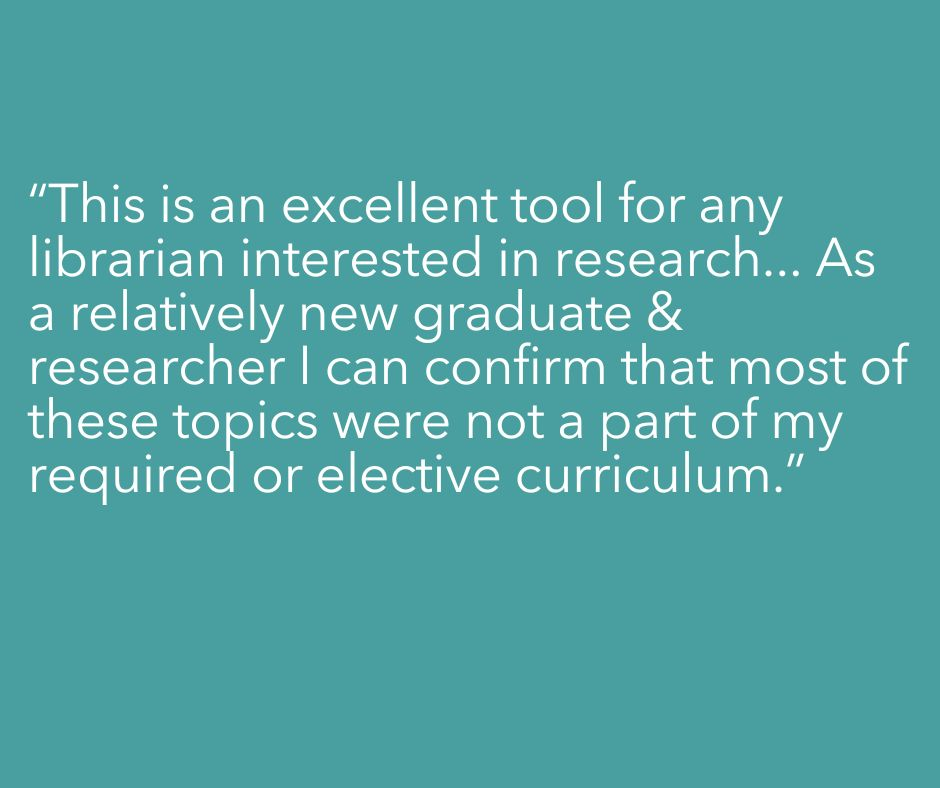 “This is an excellent tool for any
librarian interested in research... As
a relatively new graduate &
researcher I can confirm that most of
these topics were not a part of my
required or elective curriculum.”